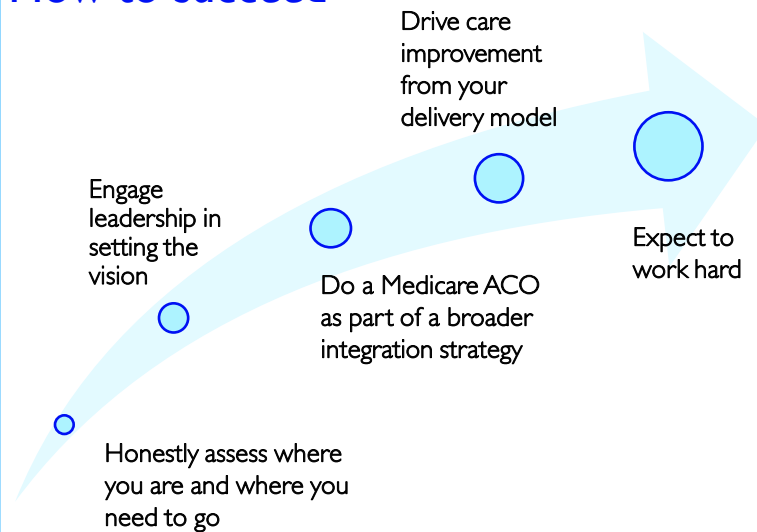 How to succeed
Drive care
improvement
from your
delivery model
Engage
leadership in
setting the
vision
Expect to
work hard
Do a Medicare ACO
as part of a broader
integration strategy
Honestly assess where
you are and where you
need to go